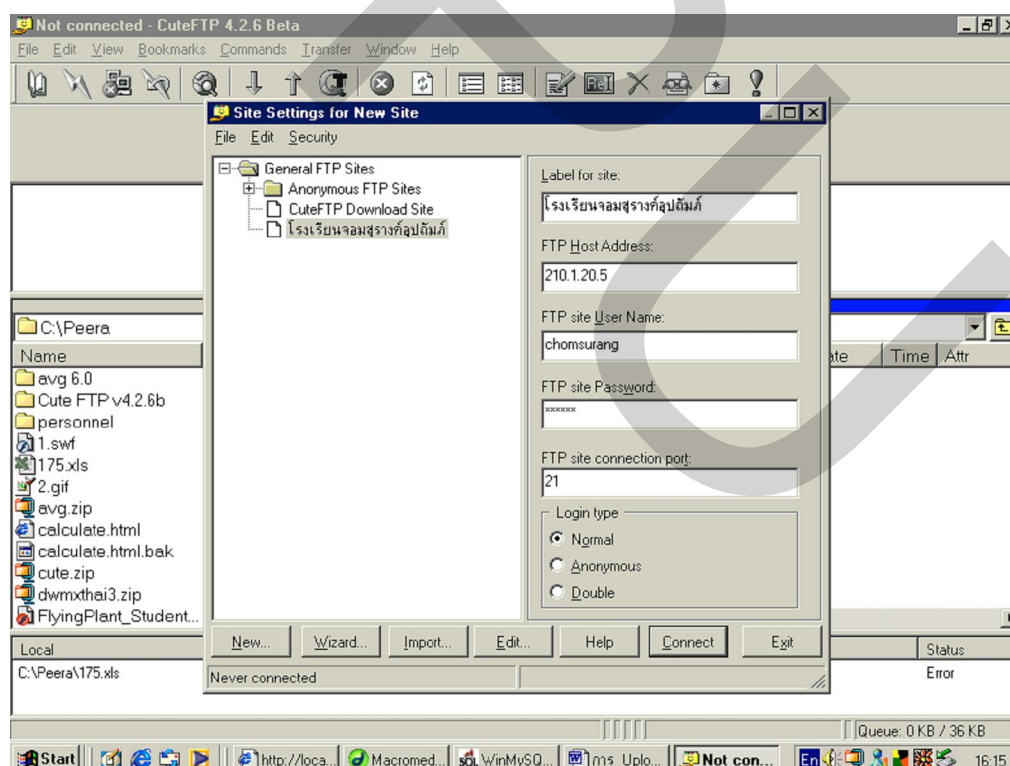 Not connected - CuteFTP 4.2.6 Beta
File Edit View Bookmarks Commands Transfer Window Help
Site Settings for New Site
File Edit Security
General FTP Sites
Anonymous FTP Sites
CuteFTP Download Site
โรงเรียนจอมสุรางค์อุปถัมภ์
Label for site:
โรงเรียนจอมสุรางค์อุปถัมภ์
FTP Host Address:
210.1.20.5
FTP site User Name:
chomsurang
FTP site Password:
xxxxxx
FTP site connection port:
21
Login type
Normal
Anonymous
Double
New... Wizard... Import... Edit... Help Connect Exit
Never connected
C:\Peera
Name
avg 6.0
Cute FTP v4.2.6b
personnel
1.swf
175.xls
2.gif
avg.zip
calculate.html
calculate.html.bak
cute.zip
dwmxthai3.zip
FlyingPlant_Student...
ate Time Attr
Local Status
C:\Peera\175.xls Error
Queue: 0 KB / 36 KB
Start http://loca... Macromed... WinMySQ... การ Uplo... Not con... En 16:15